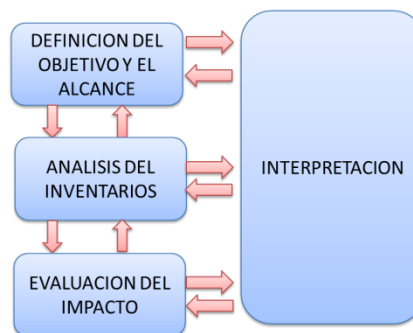 DEFINICION DEL
OBJETIVO Y EL
ALCANCE
ANALISIS DEL
INVENTARIOS
INTERPRETACION
EVALUACION DEL
IMPACTO